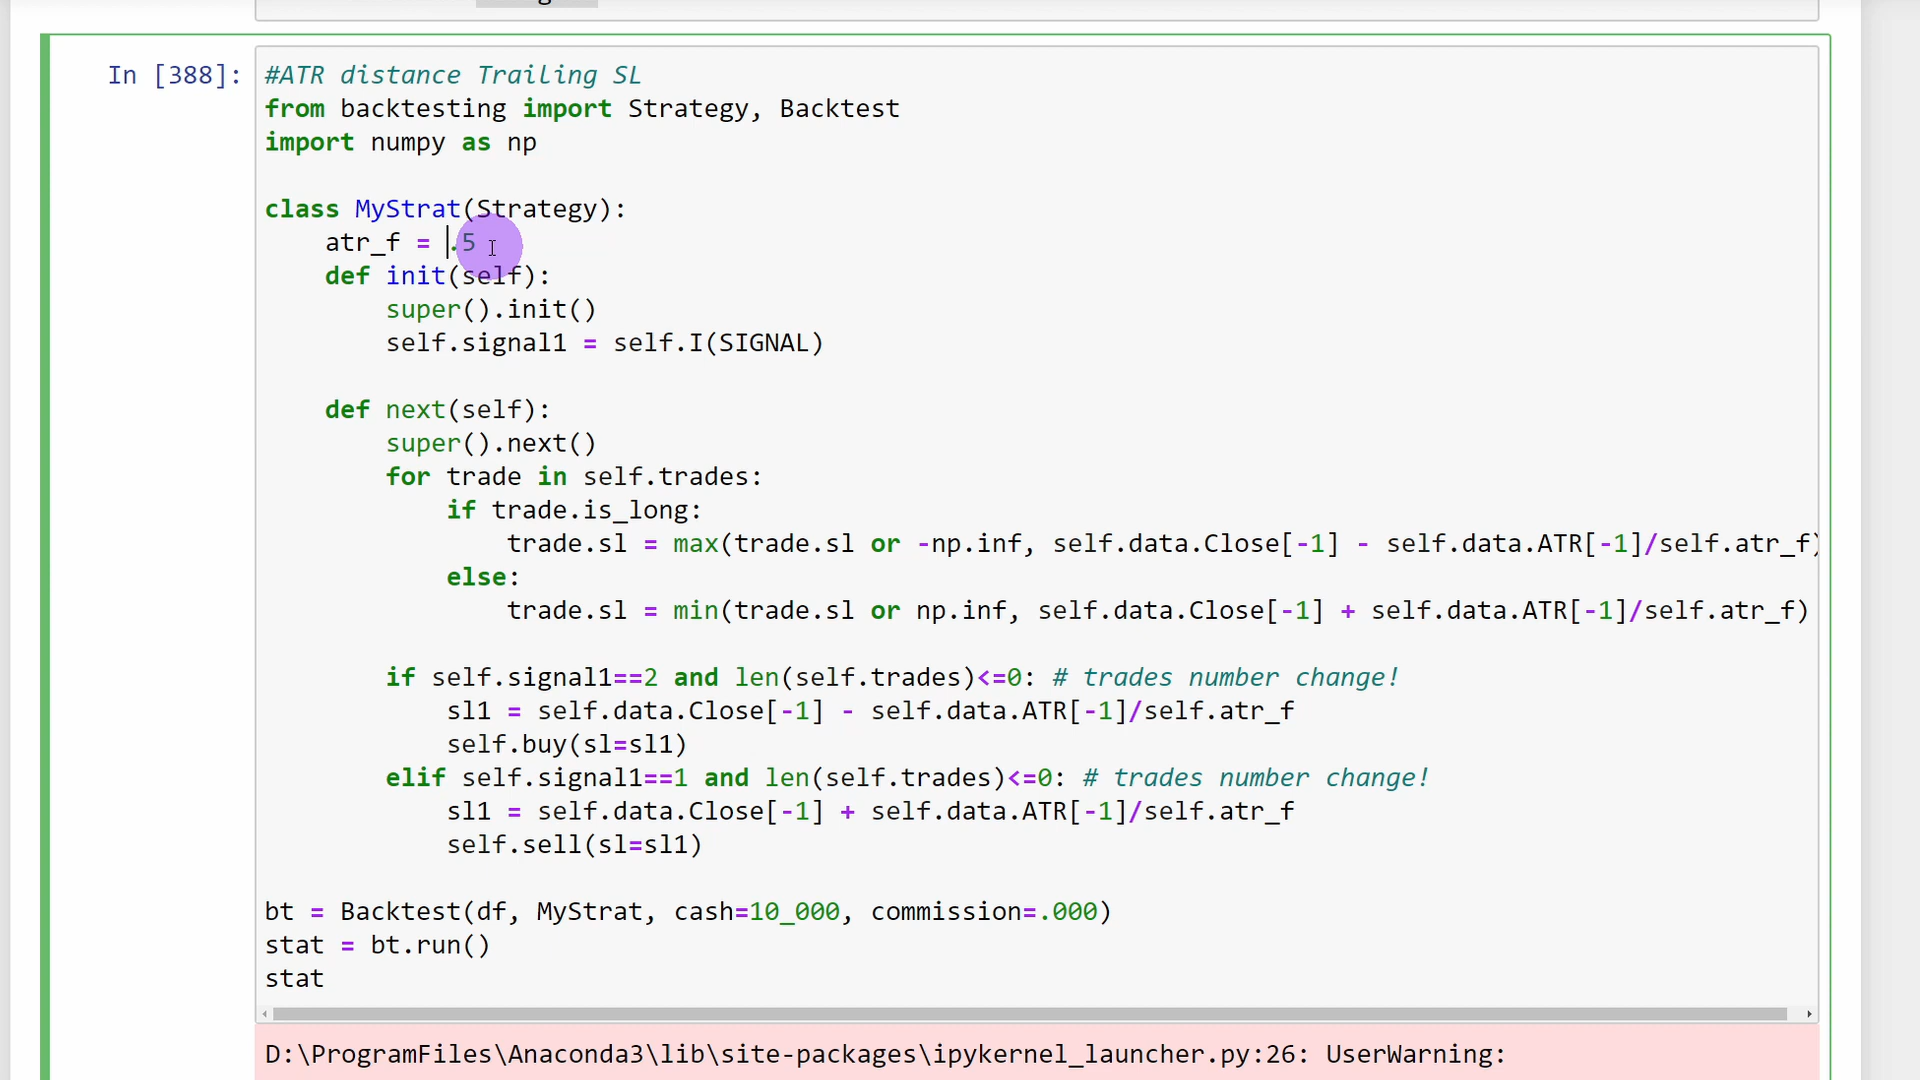 In [388]:
#ATR distance Trailing SL
from backtesting import Strategy, Backtest
import numpy as np
class MyStrat(Strategy):
    atr_f = .5
    def init(self):
        super().init()
        self.signal1 = self.I(SIGNAL)
    def next(self):
        super().next()
        for trade in self.trades:
            if trade.is_long:
                trade.sl = max(trade.sl or -np.inf, self.data.Close[-1] - self.data.ATR[-1]/self.atr_f)
            else:
                trade.sl = min(trade.sl or np.inf, self.data.Close[-1] + self.data.ATR[-1]/self.atr_f)
        if self.signal1==2 and len(self.trades)<=0: # trades number change!
            sl1 = self.data.Close[-1] - self.data.ATR[-1]/self.atr_f
            self.buy(sl=sl1)
        elif self.signal1==1 and len(self.trades)<=0: # trades number change!
            sl1 = self.data.Close[-1] + self.data.ATR[-1]/self.atr_f
            self.sell(sl=sl1)
bt = Backtest(df, MyStrat, cash=10_000, commission=.000)
stat = bt.run()
stat
D:\ProgramFiles\Anaconda3\lib\site-packages\ipykernel_launcher.py:26: UserWarning: